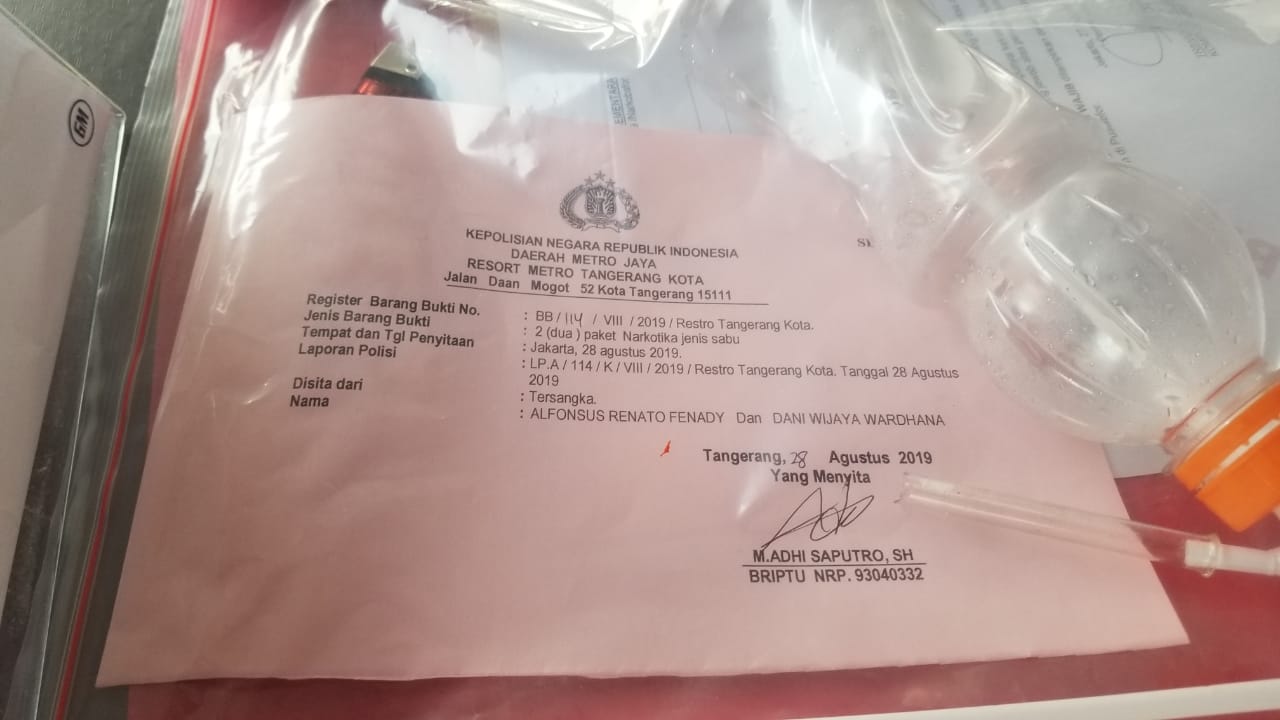 KEPOLISIAN NEGARA REPUBLIK INDONESIA
DAERAH METRO JAYA
RESORT METRO TANGERANG KOTA
Jalan Daan Mogot 52 Kota Tangerang 15111
Register Barang Bukti No. : BB / 114 / VIII / 2019 / Restro Tangerang Kota.
Jenis Barang Bukti : 2 (dua ) paket Narkotika jenis sabu
Tempat dan Tgl Penyitaan : Jakarta, 28 agustus 2019.
Laporan Polisi : LP.A / 114 / K / VIII / 2019 / Restro Tangerang Kota. Tanggal 28 Agustus
2019
Disita dari : Tersangka.
Nama : ALFONSUS RENATO FENADY Dan DANI WIJAYA WARDHANA
Tangerang, 28 Agustus 2019
Yang Menyita
M.ADHI SAPUTRO, SH
BRIPTU NRP. 93040332